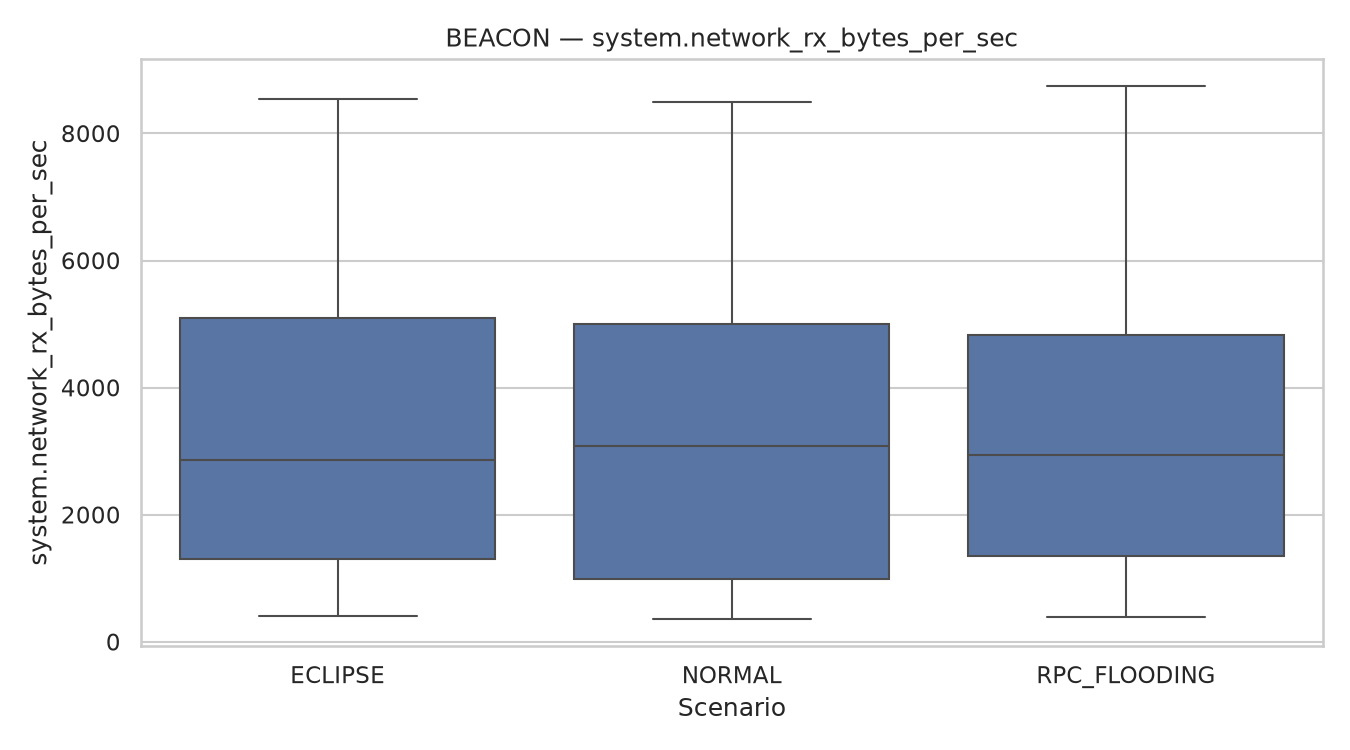 BEACON — system.network_rx_bytes_per_sec
system.network_rx_bytes_per_sec
8000
6000
4000
2000
0
ECLIPSE
NORMAL
RPC_FLOODING
Scenario